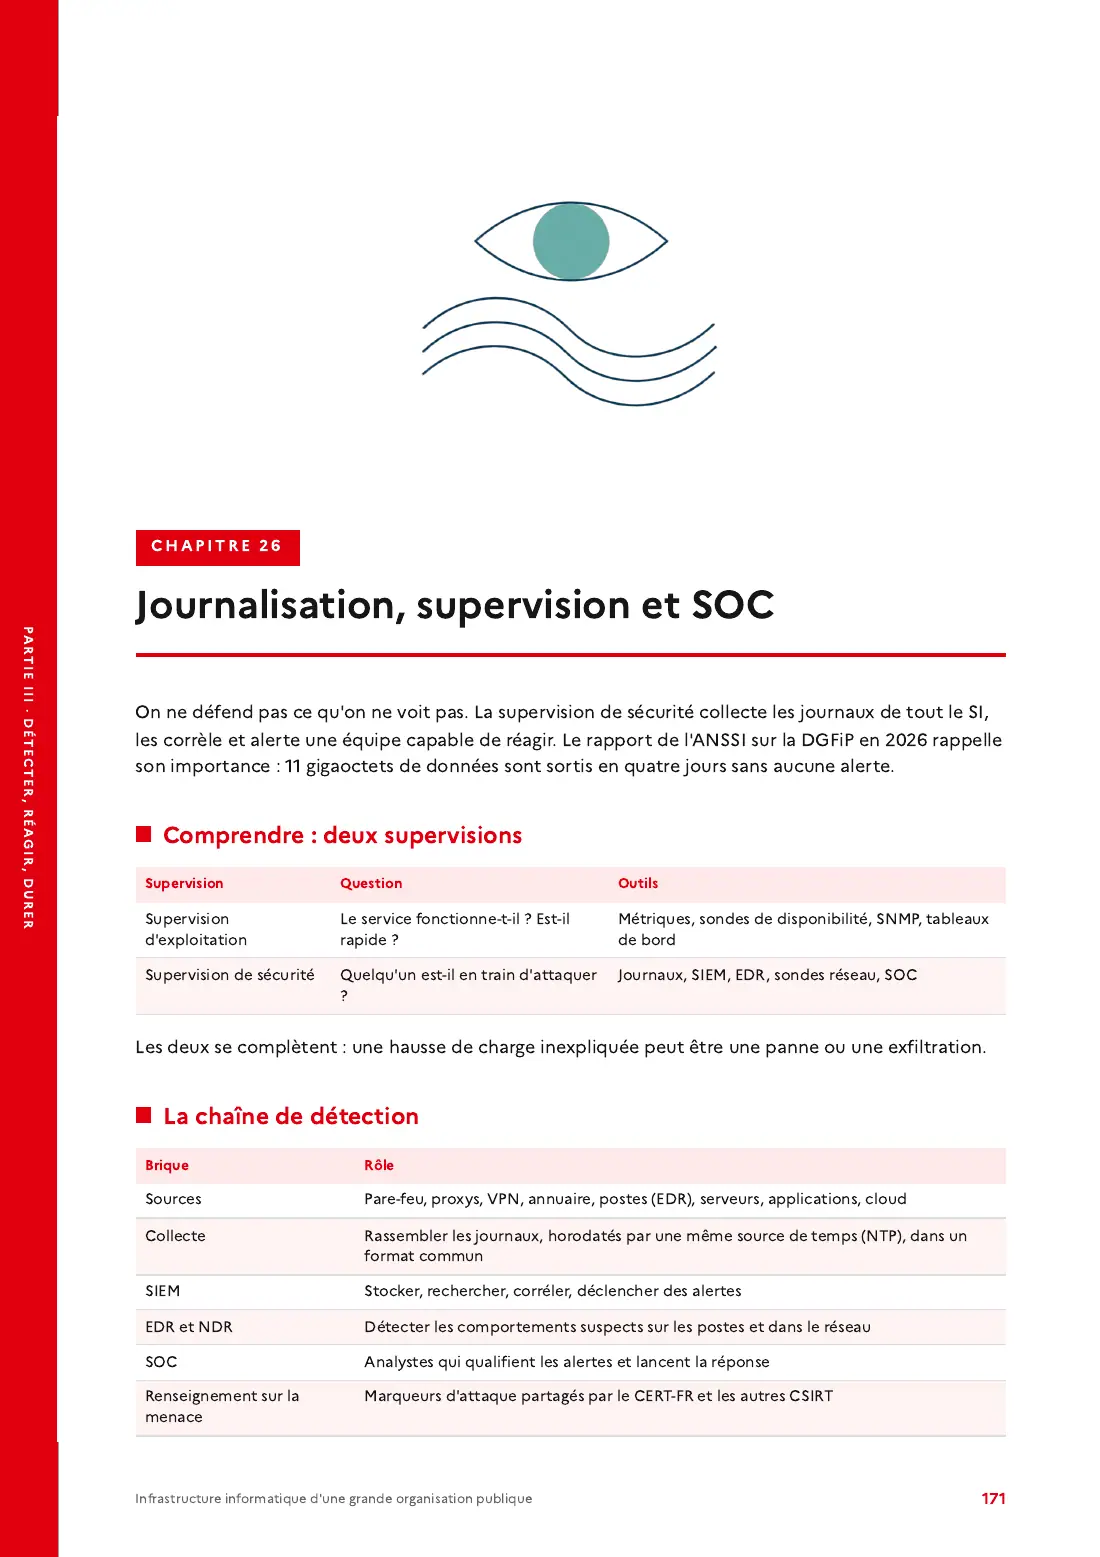 PARTIE III · DÉTECTER, RÉAGIR, DURER
CHAPITRE 26
Journalisation, supervision et SOC
On ne défend pas ce qu'on ne voit pas. La supervision de sécurité collecte les journaux de tout le SI,
les corrèle et alerte une équipe capable de réagir. Le rapport de l'ANSSI sur la DGFiP en 2026 rappelle
son importance : 11 gigaoctets de données sont sortis en quatre jours sans aucune alerte.
Comprendre : deux supervisions
Supervision Question Outils
Supervision Le service fonctionne-t-il ? Est-il Métriques, sondes de disponibilité, SNMP, tableaux
d'exploitation rapide ? de bord
Supervision de sécurité Quelqu'un est-il en train d'attaquer Journaux, SIEM, EDR, sondes réseau, SOC
?
Les deux se complètent : une hausse de charge inexpliquée peut être une panne ou une exfiltration.
La chaîne de détection
Brique Rôle
Sources Pare-feu, proxys, VPN, annuaire, postes (EDR), serveurs, applications, cloud
Collecte Rassembler les journaux, horodatés par une même source de temps (NTP), dans un
format commun
SIEM Stocker, rechercher, corréler, déclencher des alertes
EDR et NDR Détecter les comportements suspects sur les postes et dans le réseau
SOC Analystes qui qualifient les alertes et lancent la réponse
Renseignement sur la Marqueurs d'attaque partagés par le CERT-FR et les autres CSIRT
menace
Infrastructure informatique d'une grande organisation publique 171